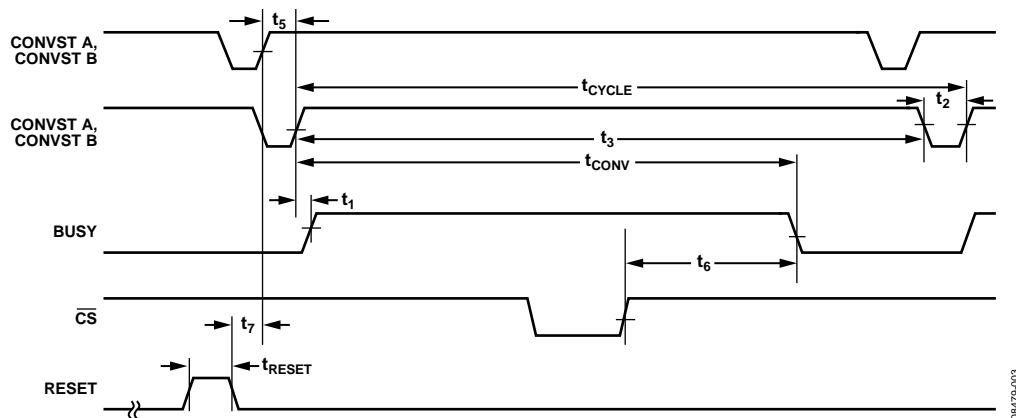 t5
CONVST A,
CONVST B
tCYCLE
t2
CONVST A,
CONVST B
t3
tCONV
t1
BUSY
t6
CS
t7
tRESET
RESET
08479-003